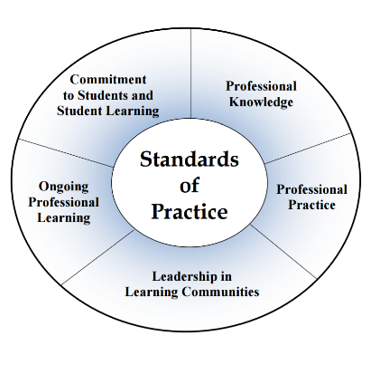 Commitment
to Students and
Student Learning
Professional
Knowledge
Standards
of
Practice
Ongoing
Professional
Learning
Professional
Practice
Leadership in
Learning Communities